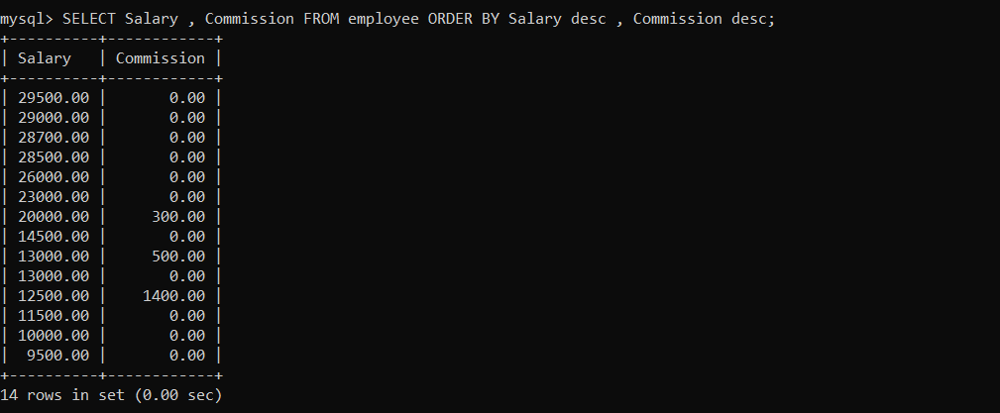 mysql> SELECT Salary , Commission FROM employee ORDER BY Salary desc , Commission desc;
+----------+------------+
| Salary   | Commission |
+----------+------------+
| 29500.00 |       0.00 |
| 29000.00 |       0.00 |
| 28700.00 |       0.00 |
| 28500.00 |       0.00 |
| 26000.00 |       0.00 |
| 23000.00 |       0.00 |
| 20000.00 |     300.00 |
| 14500.00 |       0.00 |
| 13000.00 |     500.00 |
| 13000.00 |       0.00 |
| 12500.00 |    1400.00 |
| 11500.00 |       0.00 |
| 10000.00 |       0.00 |
|  9500.00 |       0.00 |
+----------+------------+
14 rows in set (0.00 sec)